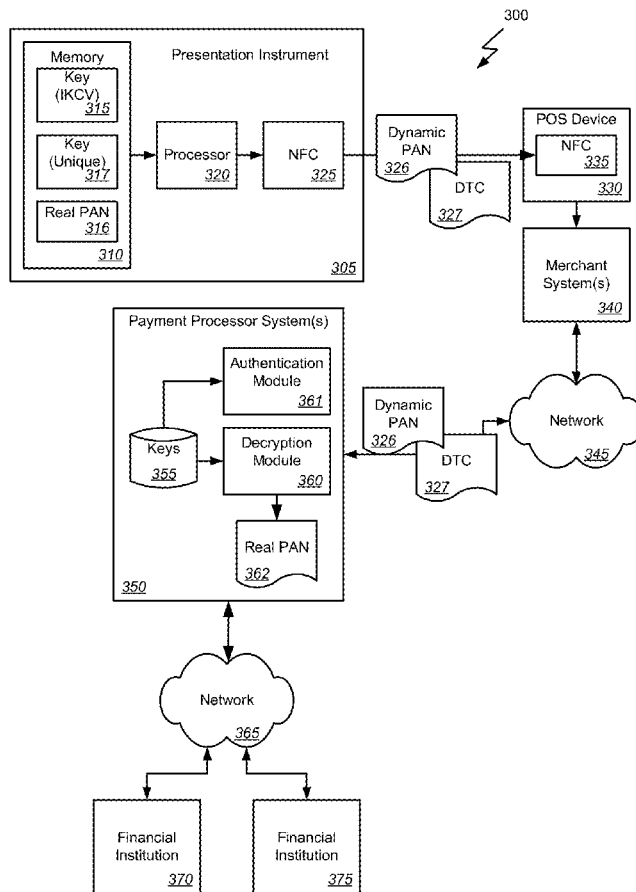 300
Presentation Instrument
Memory
Key
(IKCV)
315
Key
(Unique)
317
Real PAN
316
310
Processor
320
NFC
325
305
Dynamic
PAN
326
DTC
327
POS Device
NFC
335
330
Merchant
System(s)
340
Payment Processor System(s)
Authentication
Module
361
Keys
355
Decryption
Module
360
Real PAN
362
350
Dynamic
PAN
326
DTC
327
Network
345
Network
365
Financial
Institution
370
Financial
Institution
375